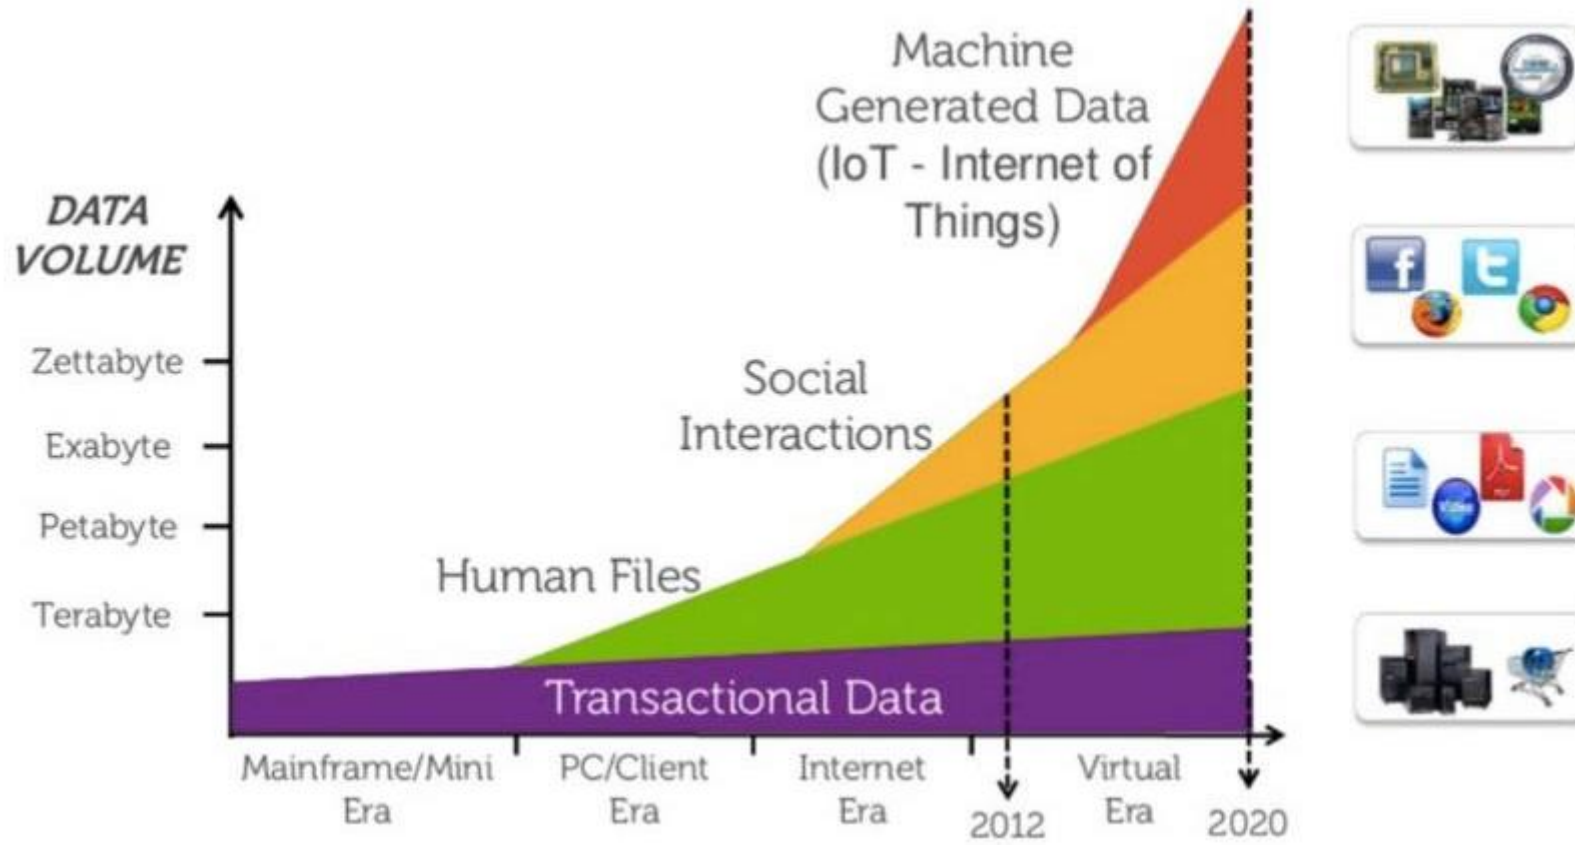 Machine
Generated Data
(IoT - Internet of
Things)
DATA
VOLUME
Zettabyte
Exabyte
Petabyte
Terabyte
Social
Interactions
Human Files
Transactional Data
Mainframe/Mini
Era
PC/Client
Era
Internet
Era
2012
Virtual
Era
2020
f
t
Video